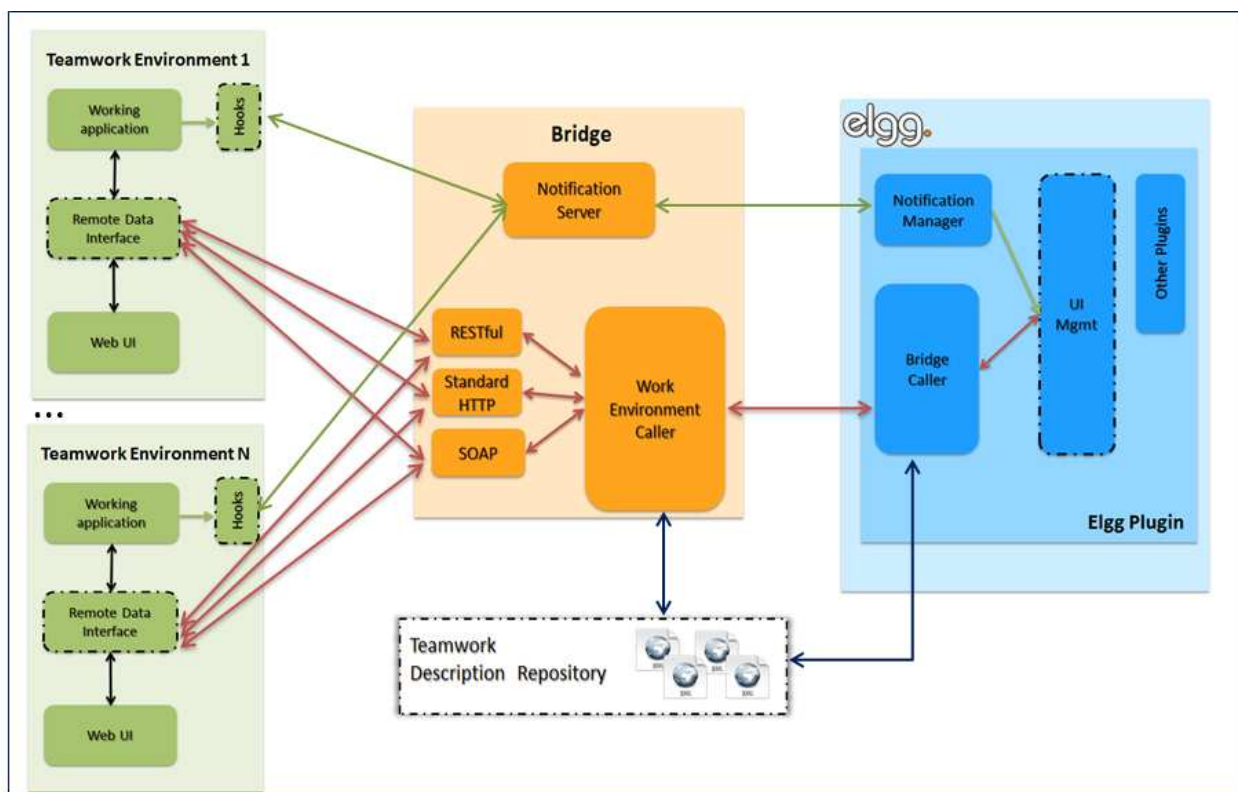 Teamwork Environment 1
Working
application
Hooks
Remote Data
Interface
Web UI
...
Teamwork Environment N
Working
application
Hooks
Remote Data
Interface
Web UI
Bridge
Notification
Server
RESTful
Standard
HTTP
SOAP
Work
Environment
Caller
Teamwork
Description Repository
elgg.
Notification
Manager
Bridge
Caller
UI
Mgmt
Other Plugins
Elgg Plugin